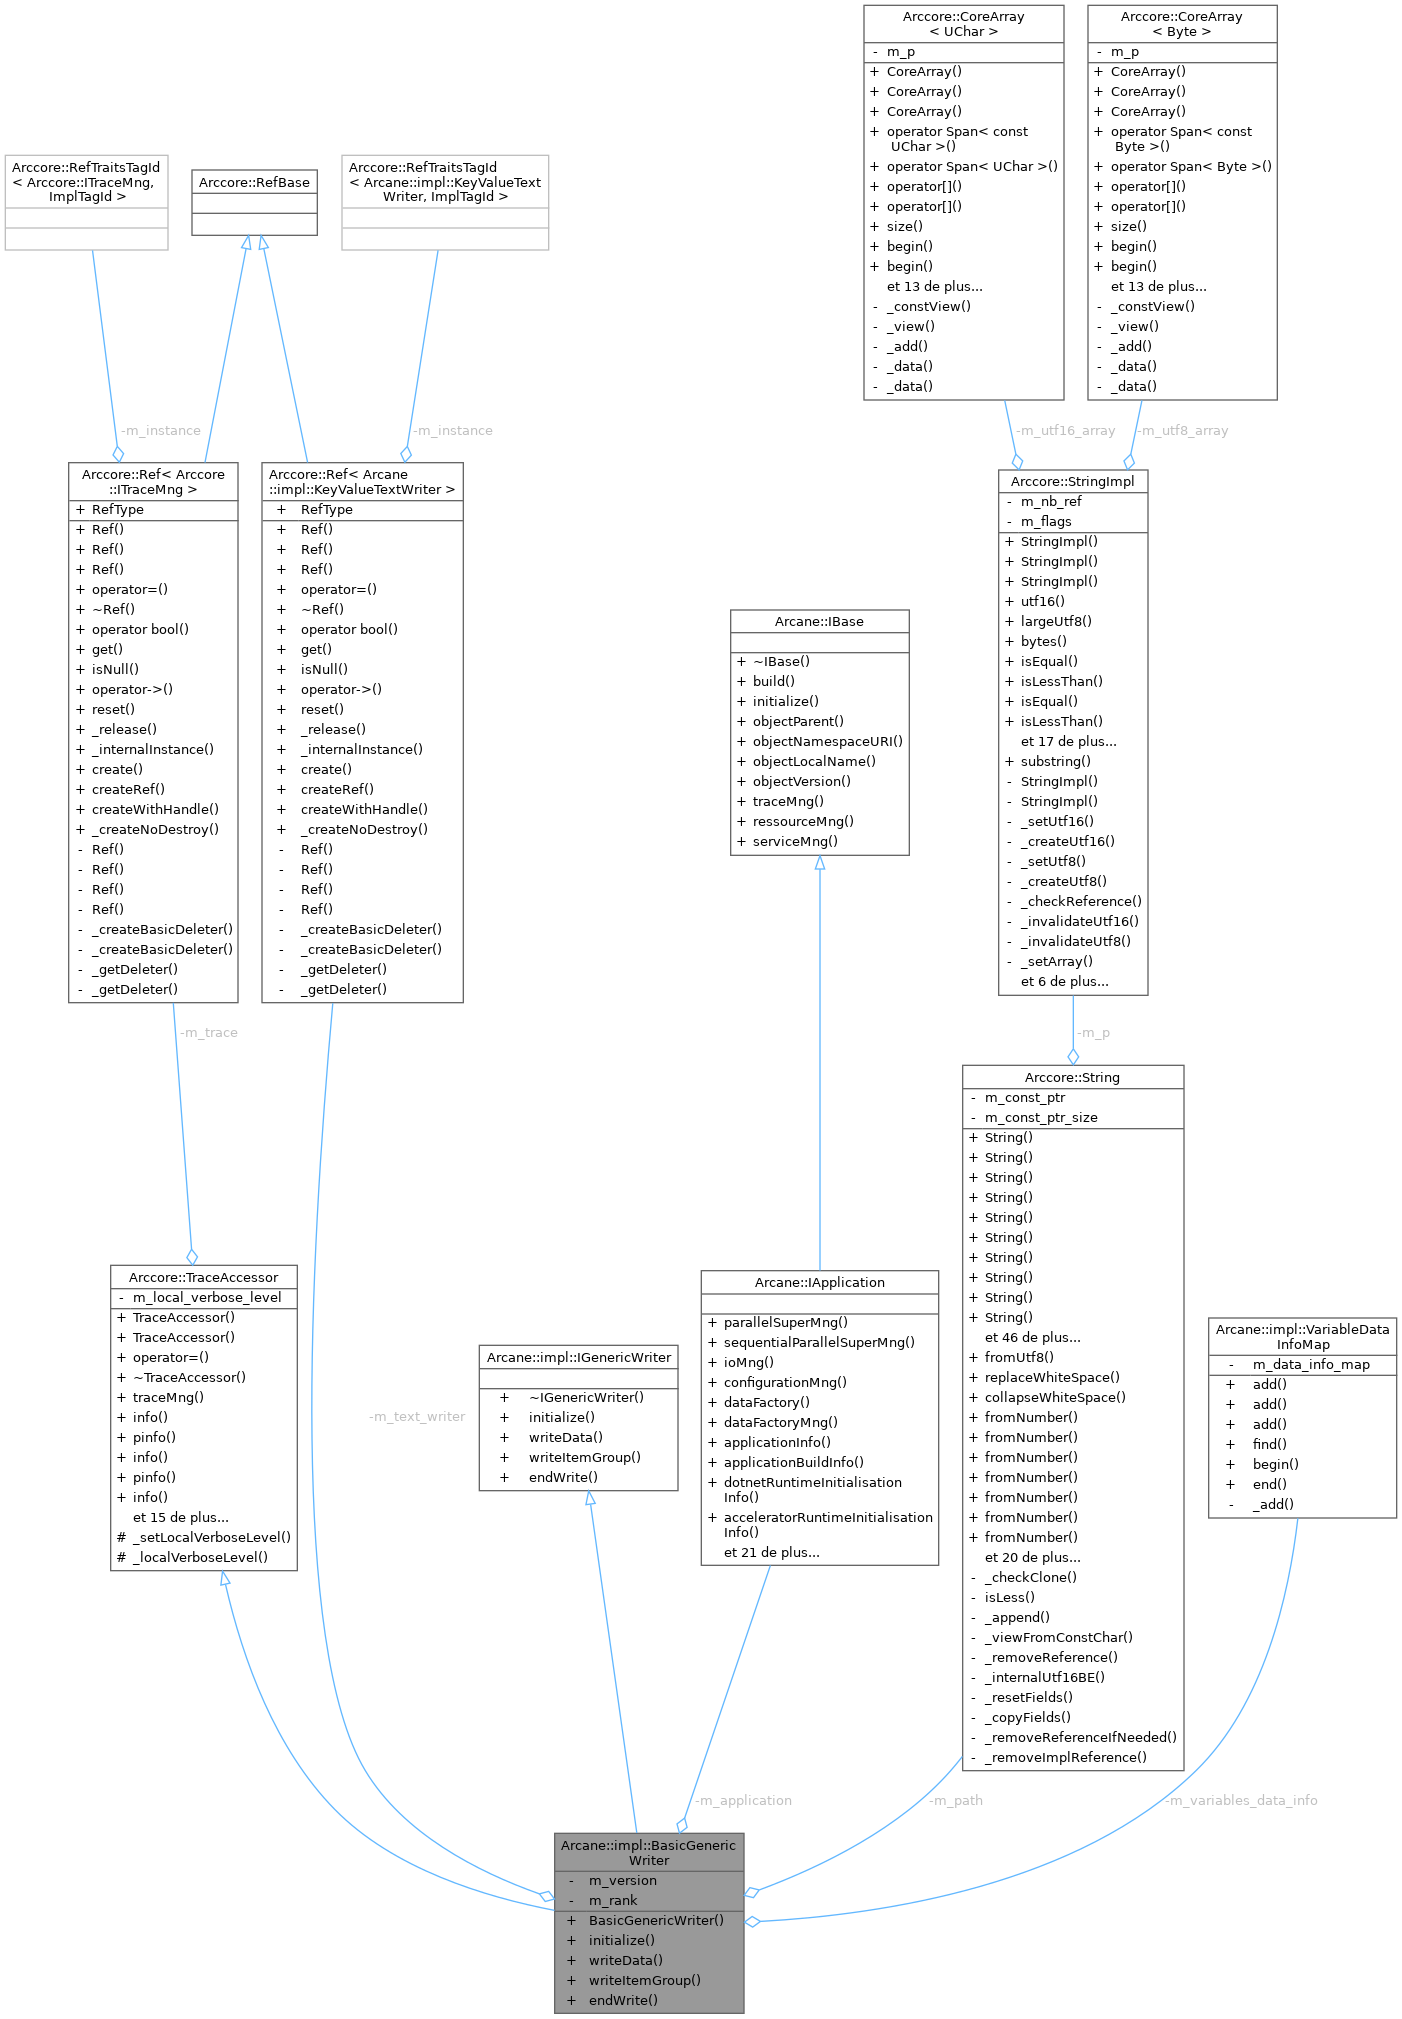 Arccore::CoreArray
< UChar >
- m_p
+ CoreArray()
+ CoreArray()
+ CoreArray()
+ operator Span< const
UChar >()
+ operator Span< UChar >()
+ operator[]()
+ operator[]()
+ size()
+ begin()
+ begin()
et 13 de plus...
- _constView()
- _view()
- _add()
- _data()
- _data()
Arccore::CoreArray
< Byte >
- m_p
+ CoreArray()
+ CoreArray()
+ CoreArray()
+ operator Span< const
Byte >()
+ operator Span< Byte >()
+ operator[]()
+ operator[]()
+ size()
+ begin()
+ begin()
et 13 de plus...
- _constView()
- _view()
- _add()
- _data()
- _data()
Arccore::RefTraitsTagId
< Arccore::ITraceMng,
ImplTagId >
Arccore::RefBase
Arccore::RefTraitsTagId
< Arcane::impl::KeyValueText
Writer, ImplTagId >
-m_instance
-m_instance
-m_utf16_array
-m_utf8_array
Arccore::Ref< Arccore
::ITraceMng >
+ RefType
+ Ref()
+ Ref()
+ Ref()
+ operator=()
+ ~Ref()
+ operator bool()
+ get()
+ isNull()
+ operator->()
+ reset()
+ _release()
+ _internalInstance()
+ create()
+ createRef()
+ createWithHandle()
+ _createNoDestroy()
- Ref()
- Ref()
- Ref()
- Ref()
- _createBasicDeleter()
- _createBasicDeleter()
- _getDeleter()
- _getDeleter()
Arccore::Ref< Arcane
::impl::KeyValueTextWriter >
+ RefType
+ Ref()
+ Ref()
+ Ref()
+ operator=()
+ ~Ref()
+ operator bool()
+ get()
+ isNull()
+ operator->()
+ reset()
+ _release()
+ _internalInstance()
+ create()
+ createRef()
+ createWithHandle()
+ _createNoDestroy()
- Ref()
- Ref()
- Ref()
- Ref()
- _createBasicDeleter()
- _createBasicDeleter()
- _getDeleter()
- _getDeleter()
Arcane::IBase
+ ~IBase()
+ build()
+ initialize()
+ objectParent()
+ objectNamespaceURI()
+ objectLocalName()
+ objectVersion()
+ traceMng()
+ ressourceMng()
+ serviceMng()
Arccore::StringImpl
- m_nb_ref
- m_flags
+ StringImpl()
+ StringImpl()
+ StringImpl()
+ utf16()
+ largeUtf8()
+ bytes()
+ isEqual()
+ isLessThan()
+ isEqual()
+ isLessThan()
et 17 de plus...
+ substring()
- StringImpl()
- StringImpl()
- _setUtf16()
- _createUtf16()
- _setUtf8()
- _createUtf8()
- _checkReference()
- _invalidateUtf16()
- _invalidateUtf8()
- _setArray()
et 6 de plus...
-m_trace
-m_p
Arccore::String
- m_const_ptr
- m_const_ptr_size
+ String()
+ String()
+ String()
+ String()
+ String()
+ String()
+ String()
+ String()
+ String()
+ String()
et 46 de plus...
+ fromUtf8()
+ replaceWhiteSpace()
+ collapseWhiteSpace()
+ fromNumber()
+ fromNumber()
+ fromNumber()
+ fromNumber()
+ fromNumber()
+ fromNumber()
+ fromNumber()
et 20 de plus...
- _checkClone()
- isLess()
- _append()
- _viewFromConstChar()
- _removeReference()
- _internalUtf16BE()
- _resetFields()
- _copyFields()
- _removeReferenceIfNeeded()
- _removeImplReference()
Arccore::TraceAccessor
- m_local_verbose_level
+ TraceAccessor()
+ TraceAccessor()
+ operator=()
+ ~TraceAccessor()
+ traceMng()
+ info()
+ pinfo()
+ info()
+ pinfo()
+ info()
et 15 de plus...
# _setLocalVerboseLevel()
# _localVerboseLevel()
-m_text_writer
Arcane::impl::IGenericWriter
+ ~IGenericWriter()
+ initialize()
+ writeData()
+ writeItemGroup()
+ endWrite()
Arcane::IApplication
+ parallelSuperMng()
+ sequentialParallelSuperMng()
+ ioMng()
+ configurationMng()
+ dataFactory()
+ dataFactoryMng()
+ applicationInfo()
+ applicationBuildInfo()
+ dotnetRuntimeInitialisation
Info()
+ acceleratorRuntimeInitialisation
Info()
et 21 de plus...
Arcane::impl::VariableData
InfoMap
- m_data_info_map
+ add()
+ add()
+ add()
+ find()
+ begin()
+ end()
- _add()
-m_application
-m_path
-m_variables_data_info
Arcane::impl::BasicGeneric
Writer
- m_version
- m_rank
+ BasicGenericWriter()
+ initialize()
+ writeData()
+ writeItemGroup()
+ endWrite()